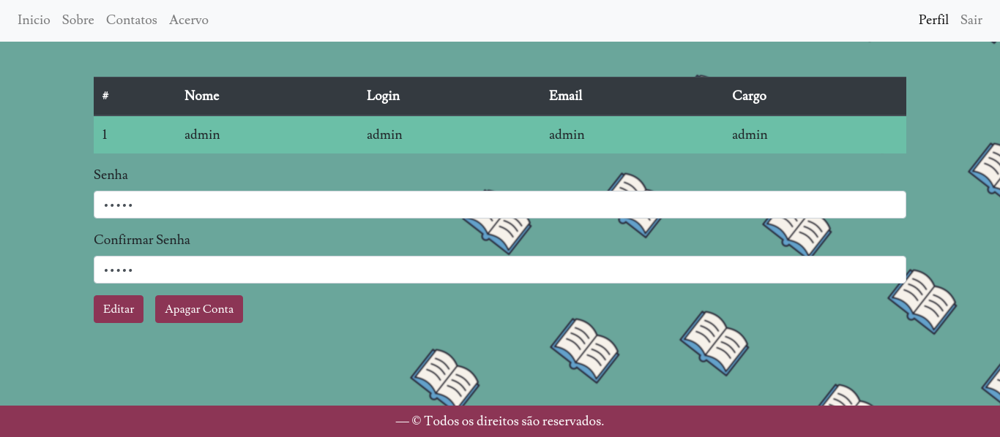 Inicio Sobre Contatos Acervo Perfil Sair
# Nome Login Email Cargo
1 admin admin admin admin
Senha
•••••
Confirmar Senha
•••••
Editar Apagar Conta
— © Todos os direitos são reservados.